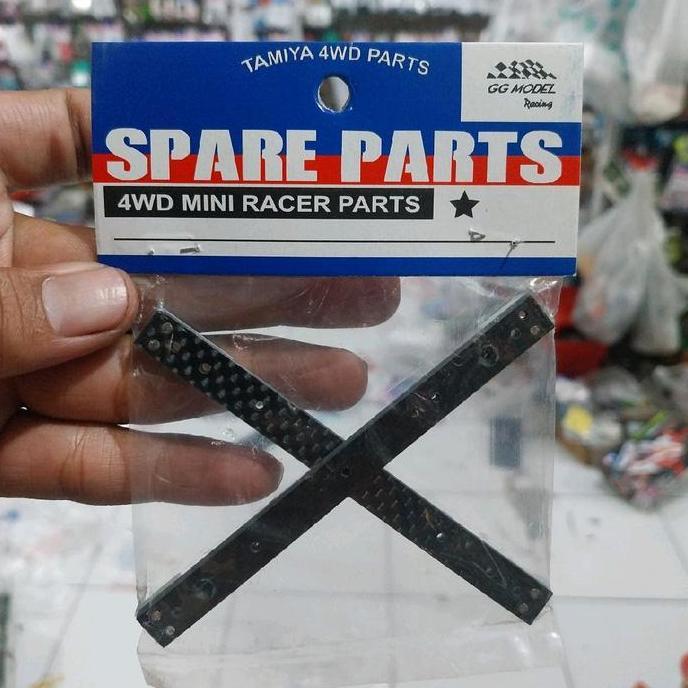 TAMIYA 4WD PARTS
GG MODEL
Racing
SPARE PARTS
4WD MINI RACER PARTS